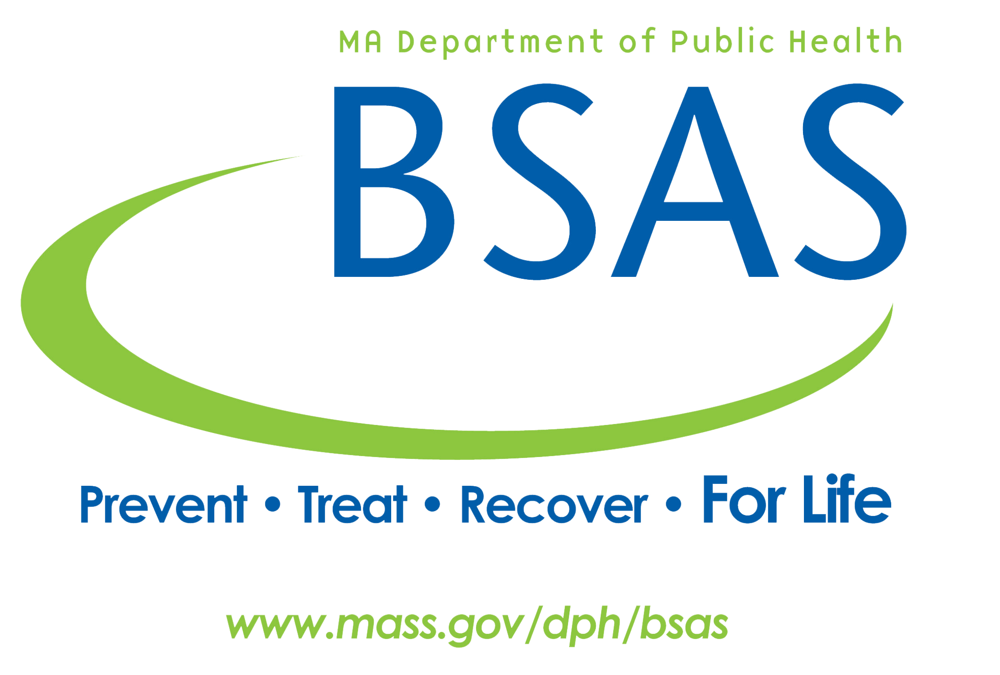 MA Department of Public Health
BSAS
Prevent • Treat • Recover • For Life
www.mass.gov/dph/bsas